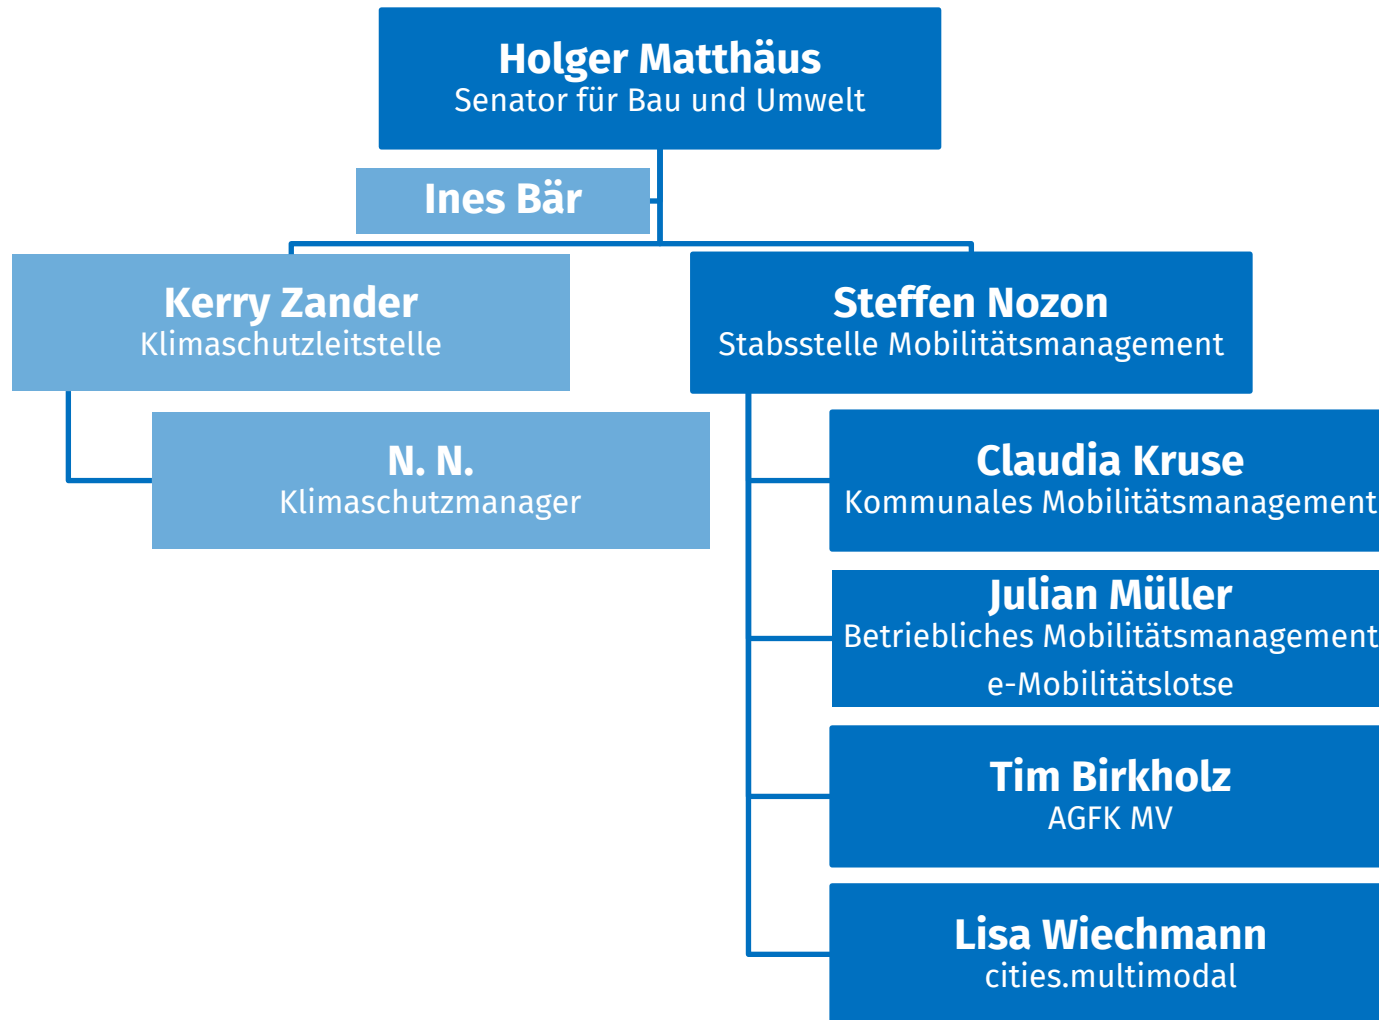 Holger Matthäus
Senator für Bau und Umwelt
Ines Bär
Kerry Zander
Klimaschutzleitstelle
N. N.
Klimaschutzmanager
Steffen Nozon
Stabsstelle Mobilitätsmanagement
Claudia Kruse
Kommunales Mobilitätsmanagement
Julian Müller
Betriebliches Mobilitätsmanagement
e-Mobilitätslotse
Tim Birkholz
AGFK MV
Lisa Wiechmann
cities.multimodal